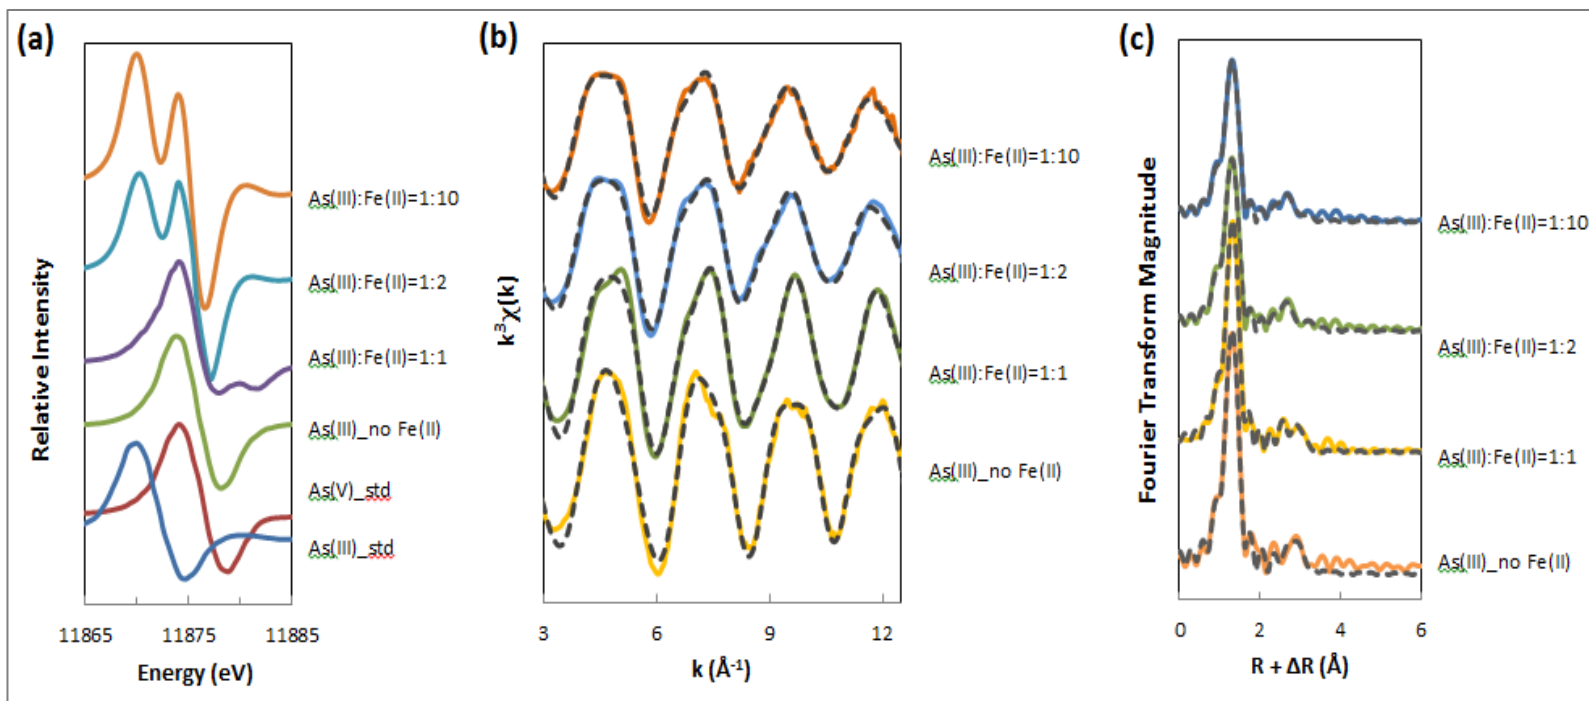 (a)
Relative Intensity
As(III):Fe(II)=1:10
As(III):Fe(II)=1:2
As(III):Fe(II)=1:1
As(III)_no Fe(II)
As(V)_std
As(III)_std
11865 11875 11885
Energy (eV)
(b)
k³χ(k)
As(III):Fe(II)=1:10
As(III):Fe(II)=1:2
As(III):Fe(II)=1:1
As(III)_no Fe(II)
3 6 9 12
k (Å⁻¹)
(c)
Fourier Transform Magnitude
As(III):Fe(II)=1:10
As(III):Fe(II)=1:2
As(III):Fe(II)=1:1
As(III)_no Fe(II)
0 2 4 6
R + ΔR (Å)